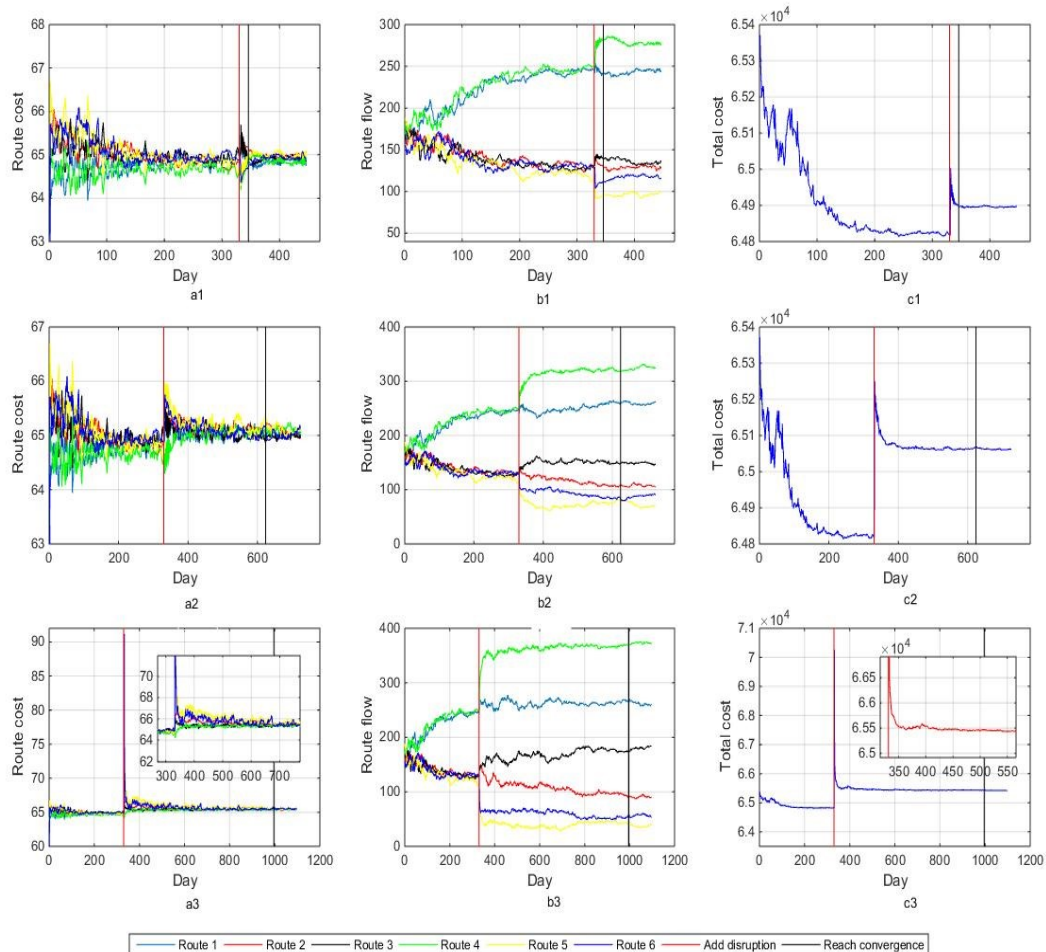 68
67
66
65
64
63
Route cost
0 100 200 300 400
Day
a1
300
250
200
150
100
50
Route flow
0 100 200 300 400
Day
b1
×10⁴
6.54
6.53
6.52
6.51
6.5
6.49
6.48
Total cost
0 100 200 300 400
Day
c1
67
66
65
64
63
Route cost
0 200 400 600
Day
a2
400
300
200
100
0
Route flow
0 200 400 600
Day
b2
×10⁴
6.54
6.53
6.52
6.51
6.5
6.49
6.48
Total cost
0 200 400 600
Day
c2
90
85
80
75
70
65
60
Route cost
70
68
66
64
62
300 400 500 600 700
0 200 400 600 800 1000 1200
Day
a3
400
300
200
100
0
Route flow
0 200 400 600 800 1000 1200
Day
b3
×10⁴
7.1
7
6.9
6.8
6.7
6.6
6.5
6.4
Total cost
×10⁴
6.65
6.6
6.55
6.5
350 400 450 500 550
0 200 400 600 800 1000 1200
Day
c3
Route 1 Route 2 Route 3 Route 4 Route 5 Route 6 Add disruption Reach convergence